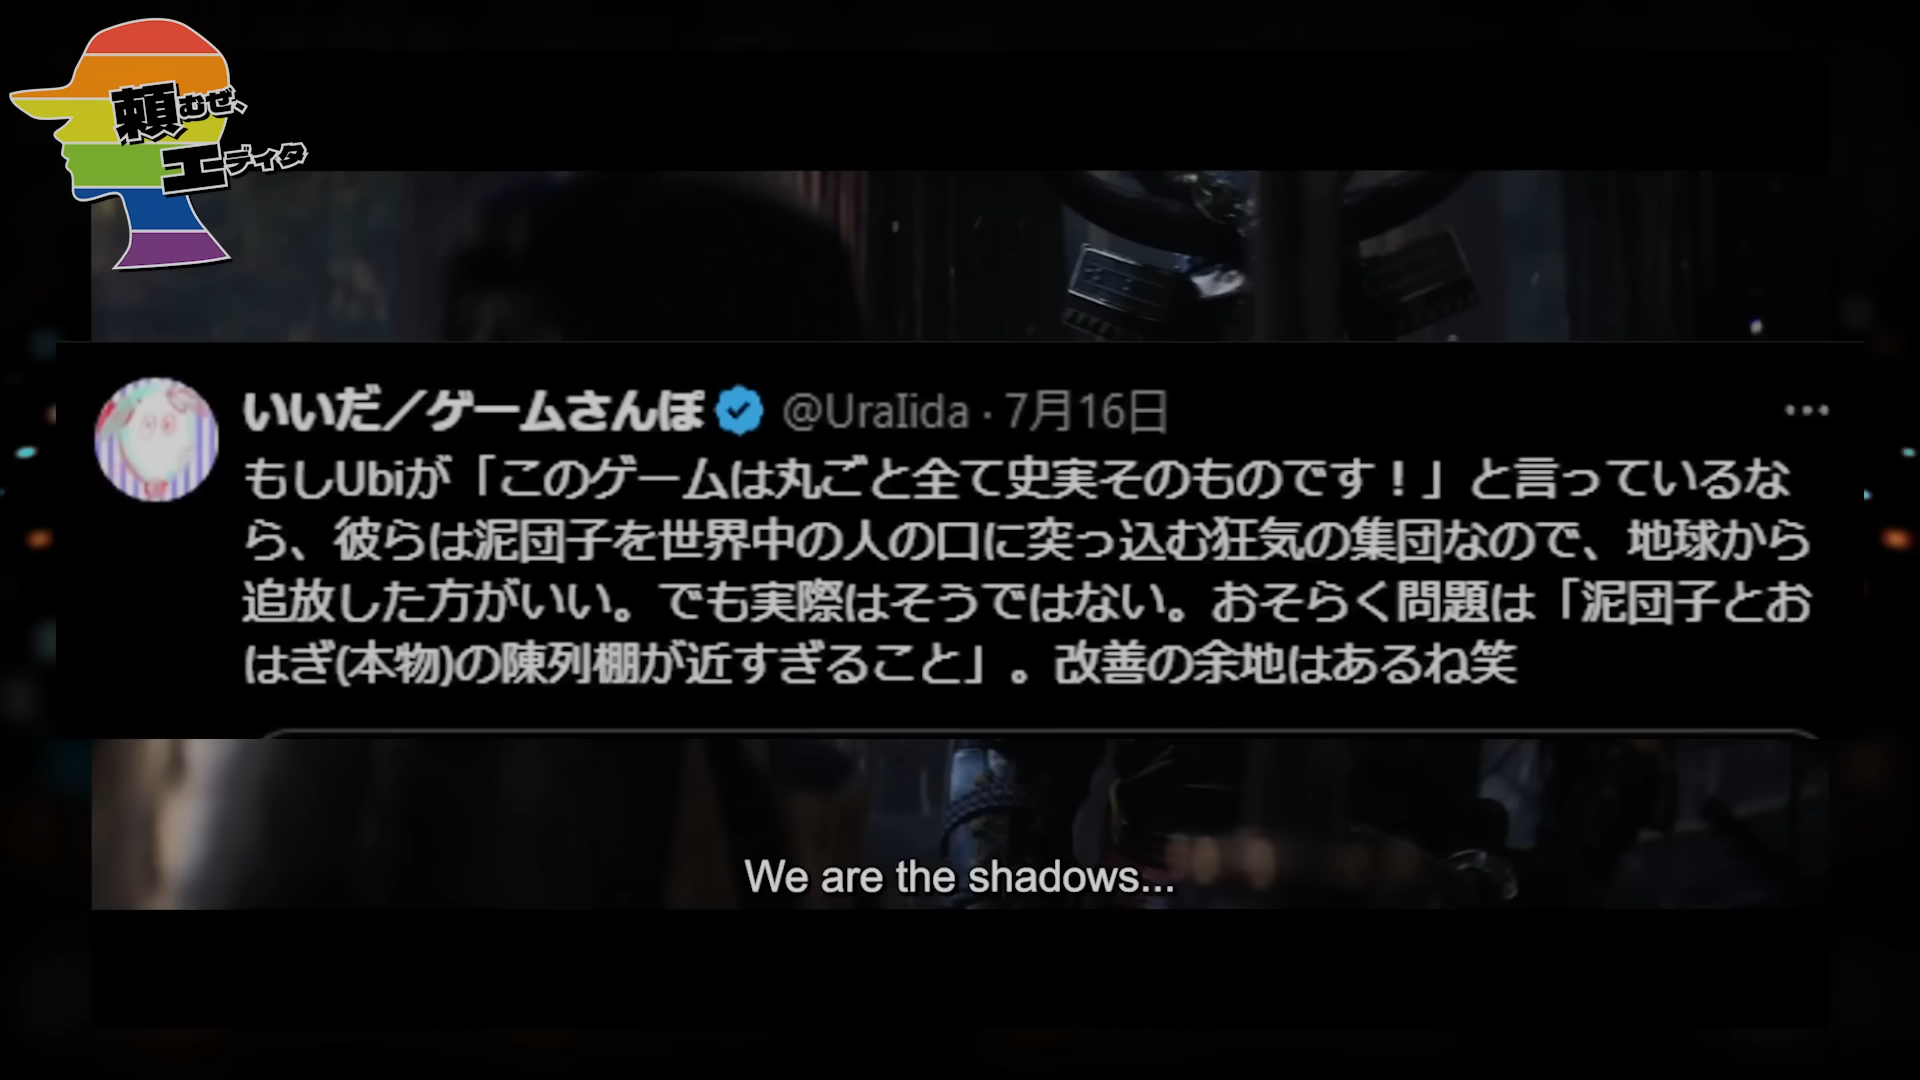 頼むぜ、
エディタ
いいだ／ゲームさんぽ @UraIida · 7月16日
もしUbiが「このゲームは丸ごと全て史実そのものです！」と言っているな
ら、彼らは泥団子を世界中の人の口に突っ込む狂気の集団なので、地球から
追放した方がいい。でも実際はそうではない。おそらく問題は「泥団子とお
はぎ(本物)の陳列棚が近すぎること」。改善の余地はあるね笑
We are the shadows...